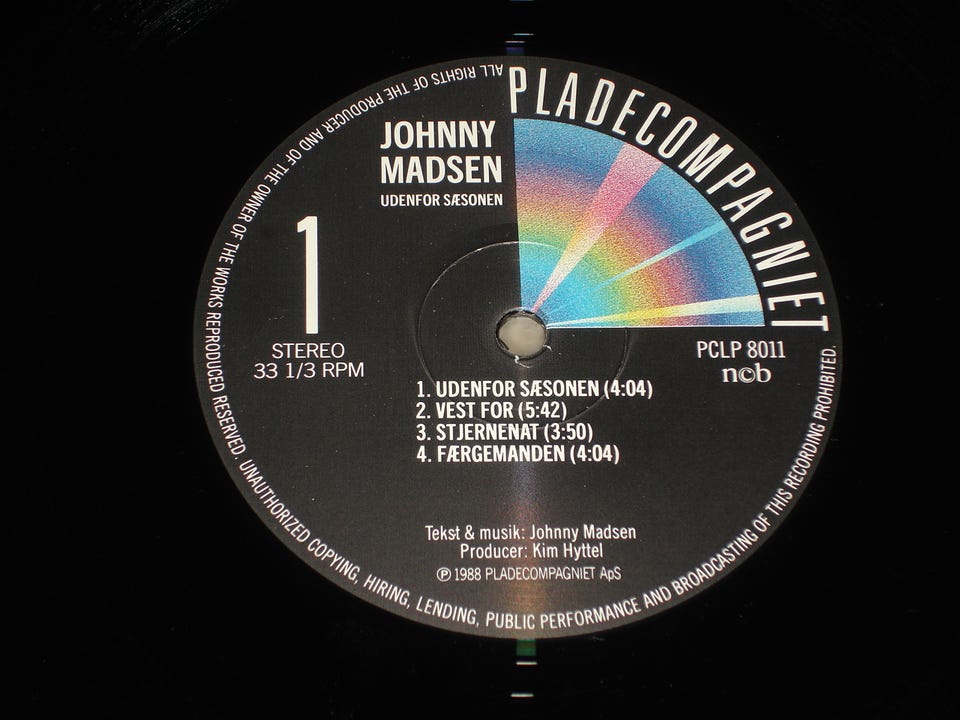 PLADECOMPAGNIET
JOHNNY
MADSEN
UDENFOR SÆSONEN
1
STEREO
33 1/3 RPM
PCLP 8011
n©b
1. UDENFOR SÆSONEN (4:04)
2. VEST FOR (5:42)
3. STJERNENAT (3:50)
4. FÆRGEMANDEN (4:04)
Tekst & musik: Johnny Madsen
Producer: Kim Hyttel
℗ 1988 PLADECOMPAGNIET ApS
ALL RIGHTS OF THE PRODUCER AND OF THE OWNER OF THE WORKS REPRODUCED RESERVED. UNAUTHORIZED COPYING, HIRING, LENDING, PUBLIC PERFORMANCE AND BROADCASTING OF THIS RECORDING PROHIBITED.